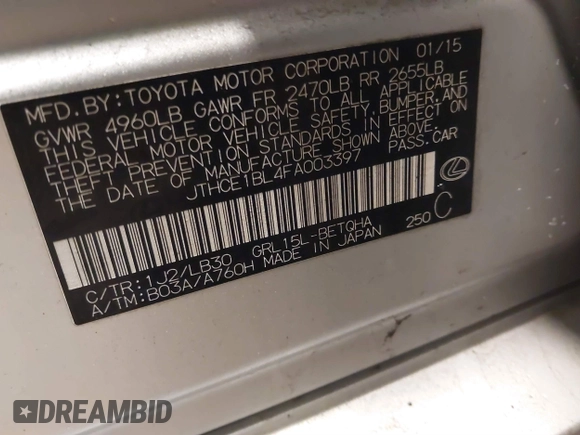 MFD. BY: TOYOTA MOTOR CORPORATION 01/15
GVWR 4960LB GAWR FR 2470LB RR 2655LB
THIS VEHICLE CONFORMS TO ALL APPLICABLE
FEDERAL MOTOR VEHICLE SAFETY, BUMPER, AND
THEFT PREVENTION STANDARDS IN EFFECT ON
THE DATE OF MANUFACTURE SHOWN ABOVE.
JTHCE1BL4FA003397 PASS. CAR
250 C
C/TR: 1J2/LB30 GRL15L-BETQHA
A/TM: B03A/A760H MADE IN JAPAN
DREAMBID